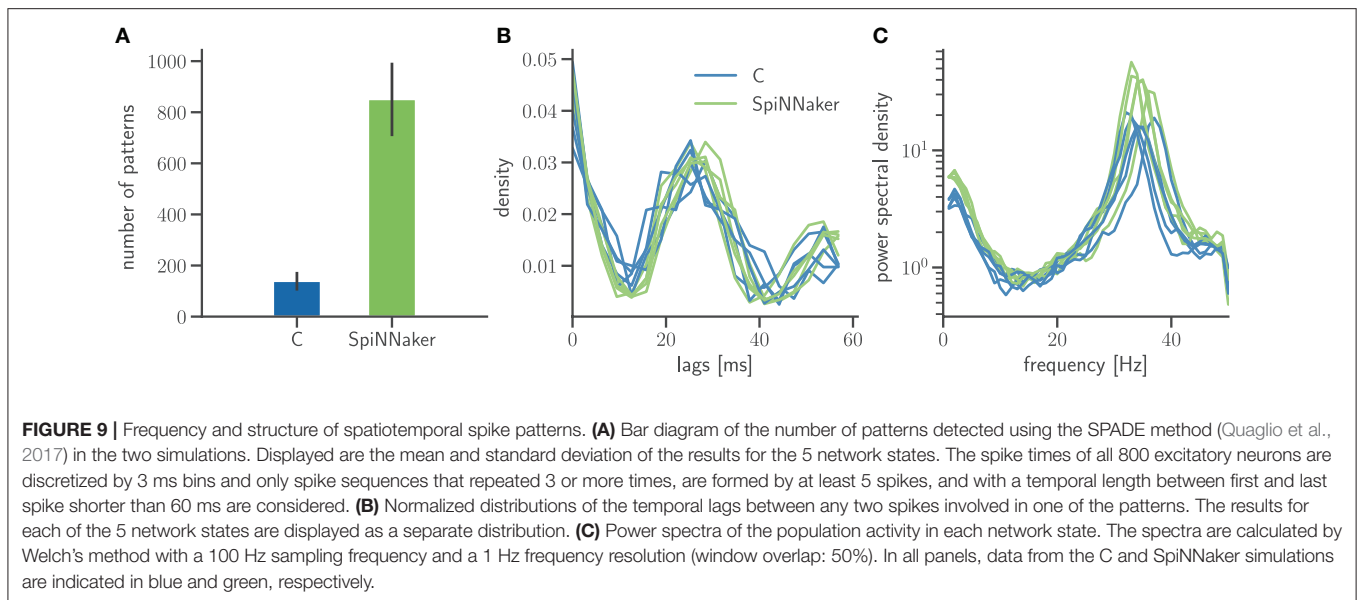 A
B
C
number of patterns
1000
800
600
400
200
0
C
SpiNNaker
density
0.05
0.04
0.03
0.02
0.01
0
20
40
60
lags [ms]
C
SpiNNaker
power spectral density
10¹
10⁰
0
20
40
frequency [Hz]
FIGURE 9 | Frequency and structure of spatiotemporal spike patterns. (A) Bar diagram of the number of patterns detected using the SPADE method (Quaglio et al.,
2017) in the two simulations. Displayed are the mean and standard deviation of the results for the 5 network states. The spike times of all 800 excitatory neurons are
discretized by 3 ms bins and only spike sequences that repeated 3 or more times, are formed by at least 5 spikes, and with a temporal length between first and last
spike shorter than 60 ms are considered. (B) Normalized distributions of the temporal lags between any two spikes involved in one of the patterns. The results for
each of the 5 network states are displayed as a separate distribution. (C) Power spectra of the population activity in each network state. The spectra are calculated by
Welch's method with a 100 Hz sampling frequency and a 1 Hz frequency resolution (window overlap: 50%). In all panels, data from the C and SpiNNaker simulations
are indicated in blue and green, respectively.